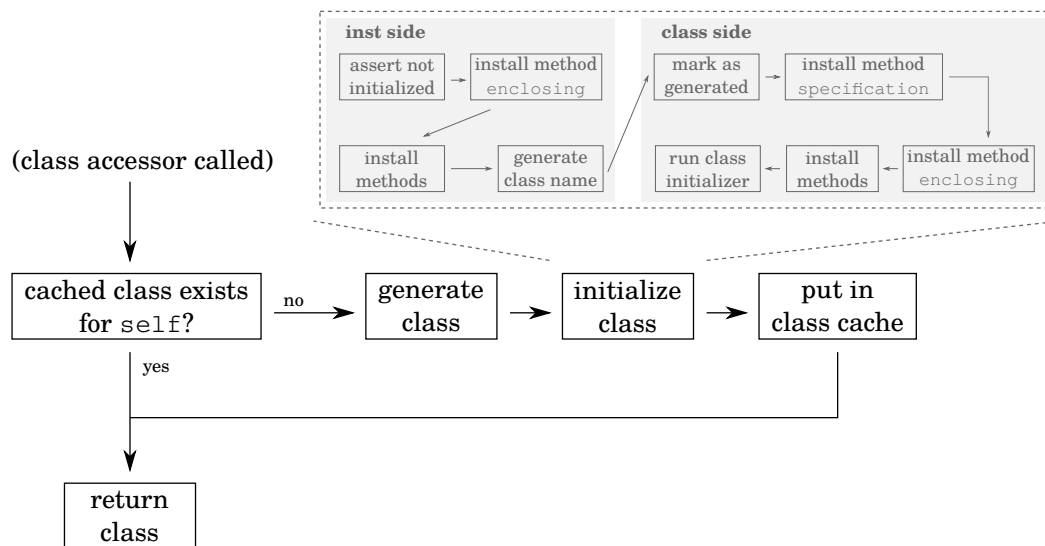 inst side
class side
assert not
initialized
install method
enclosing
mark as
generated
install method
specification
install
methods
generate
class name
run class
initializer
install
methods
install method
enclosing
(class accessor called)
cached class exists
for self?
no
generate
class
initialize
class
put in
class cache
yes
return
class